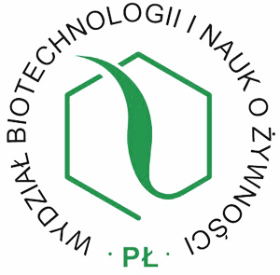 WYDZIAŁ BIOTECHNOLOGII I NAUK O ŻYWNOŚCI
· PŁ ·